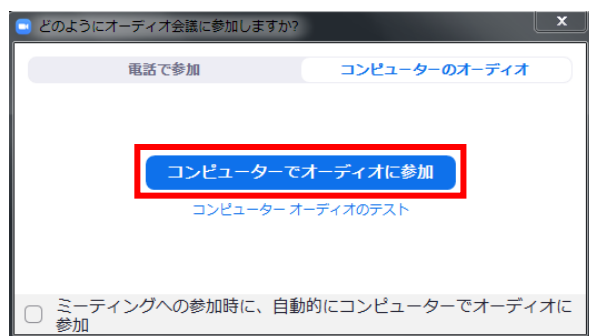 どのようにオーディオ会議に参加しますか?
電話で参加
コンピューターのオーディオ
コンピューターでオーディオに参加
コンピューター オーディオのテスト
ミーティングへの参加時に、自動的にコンピューターでオーディオに
参加